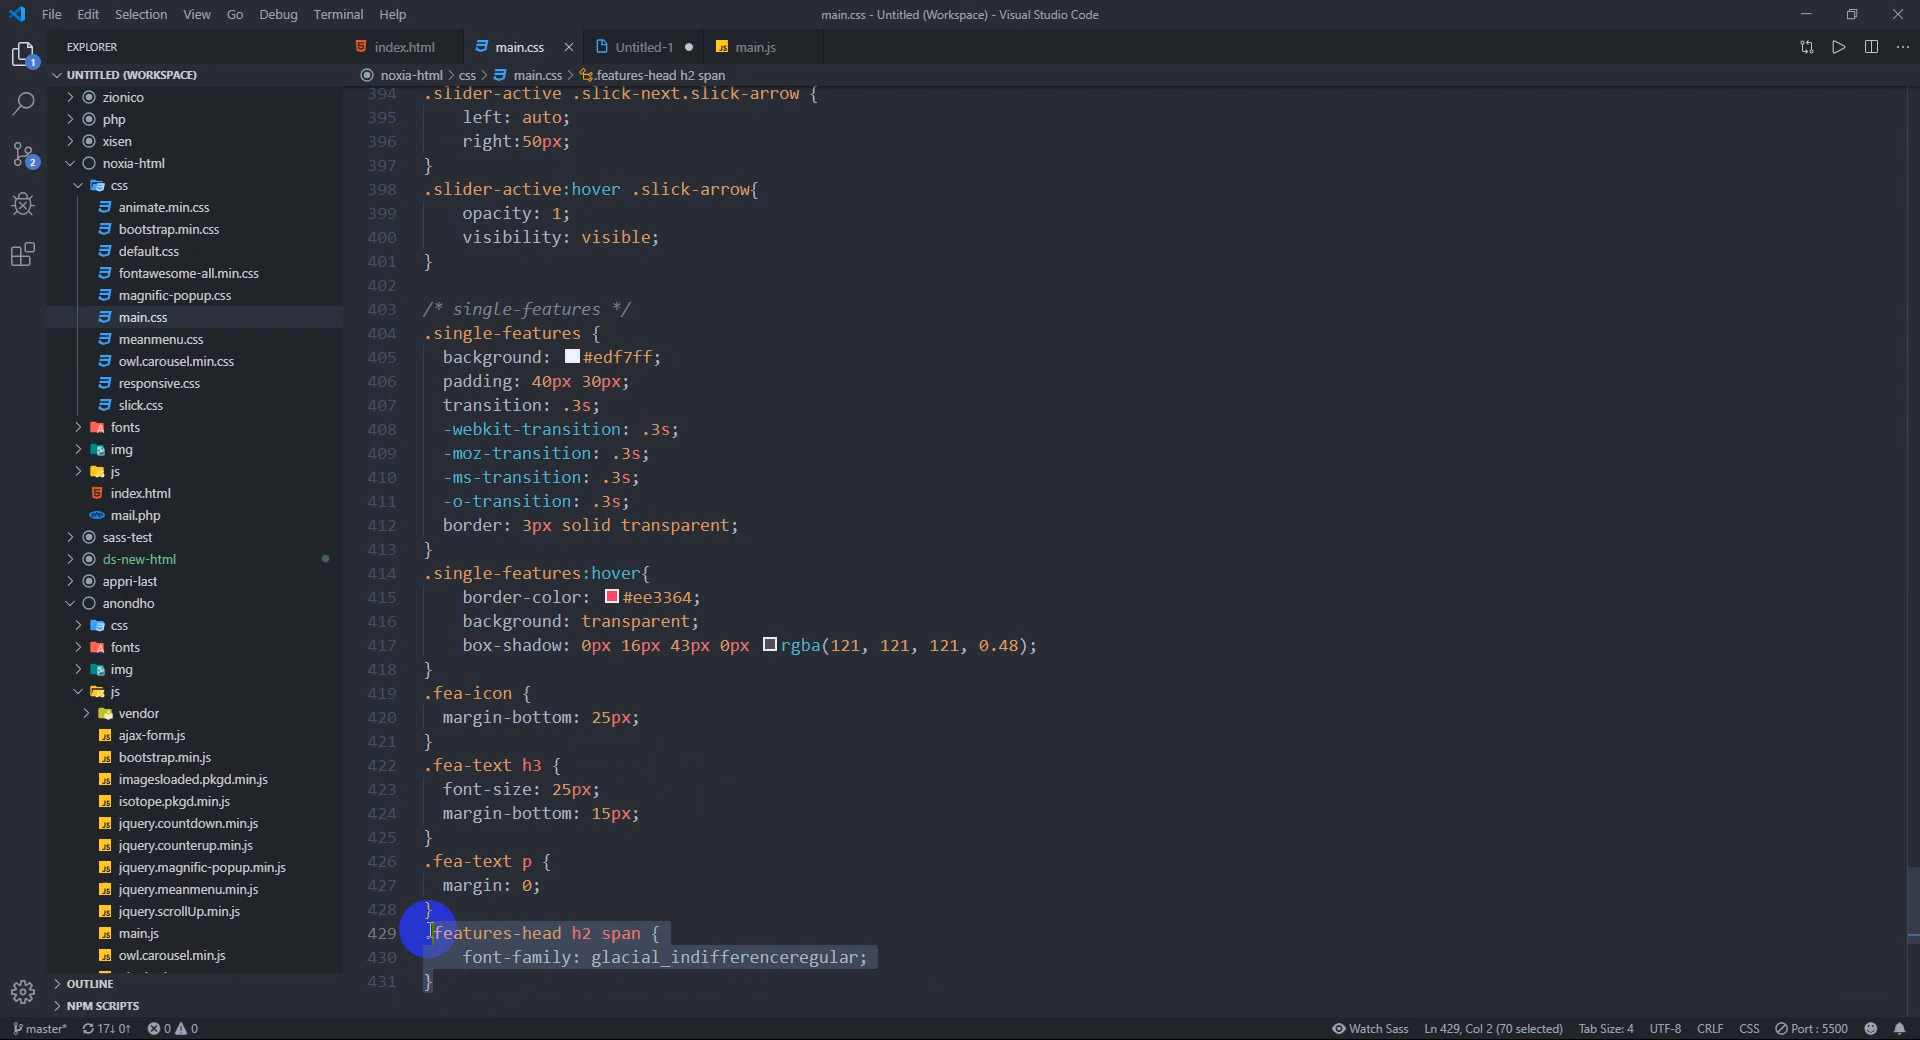 File Edit Selection View Go Debug Terminal Help
main.css - Untitled (Workspace) - Visual Studio Code
EXPLORER
index.html
main.css
Untitled-1
main.js
UNTITLED (WORKSPACE)
noxia-html > css > main.css > .features-head h2 span
zionico
php
xisen
noxia-html
css
animate.min.css
bootstrap.min.css
default.css
fontawesome-all.min.css
magnific-popup.css
main.css
meanmenu.css
owl.carousel.min.css
responsive.css
slick.css
fonts
img
js
index.html
mail.php
sass-test
ds-new-html
appri-last
anondho
css
fonts
img
js
vendor
ajax-form.js
bootstrap.min.js
imagesloaded.pkgd.min.js
isotope.pkgd.min.js
jquery.countdown.min.js
jquery.counterup.min.js
jquery.magnific-popup.min.js
jquery.meanmenu.min.js
jquery.scrollUp.min.js
main.js
owl.carousel.min.js
OUTLINE
NPM SCRIPTS
1
2
394 .slider-active .slick-next.slick-arrow {
395 left: auto;
396 right:50px;
397 }
398 .slider-active:hover .slick-arrow{
399 opacity: 1;
400 visibility: visible;
401 }
402
403 /* single-features */
404 .single-features {
405 background: #edf7ff;
406 padding: 40px 30px;
407 transition: .3s;
408 -webkit-transition: .3s;
409 -moz-transition: .3s;
410 -ms-transition: .3s;
411 -o-transition: .3s;
412 border: 3px solid transparent;
413 }
414 .single-features:hover{
415 border-color: #ee3364;
416 background: transparent;
417 box-shadow: 0px 16px 43px 0px rgba(121, 121, 121, 0.48);
418 }
419 .fea-icon {
420 margin-bottom: 25px;
421 }
422 .fea-text h3 {
423 font-size: 25px;
424 margin-bottom: 15px;
425 }
426 .fea-text p {
427 margin: 0;
428 }
429 .features-head h2 span {
430 font-family: glacial_indifferenceregular;
431 }
master* 17↓ 0↑ 0 0
Watch Sass Ln 429, Col 2 (70 selected) Tab Size: 4 UTF-8 CRLF CSS Port : 5500